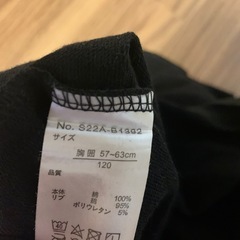 No. S22A-B1392
サイズ
胸囲 57~63cm
120
品質
本体 綿 100%
リブ 綿 95%
ポリウレタン 5%